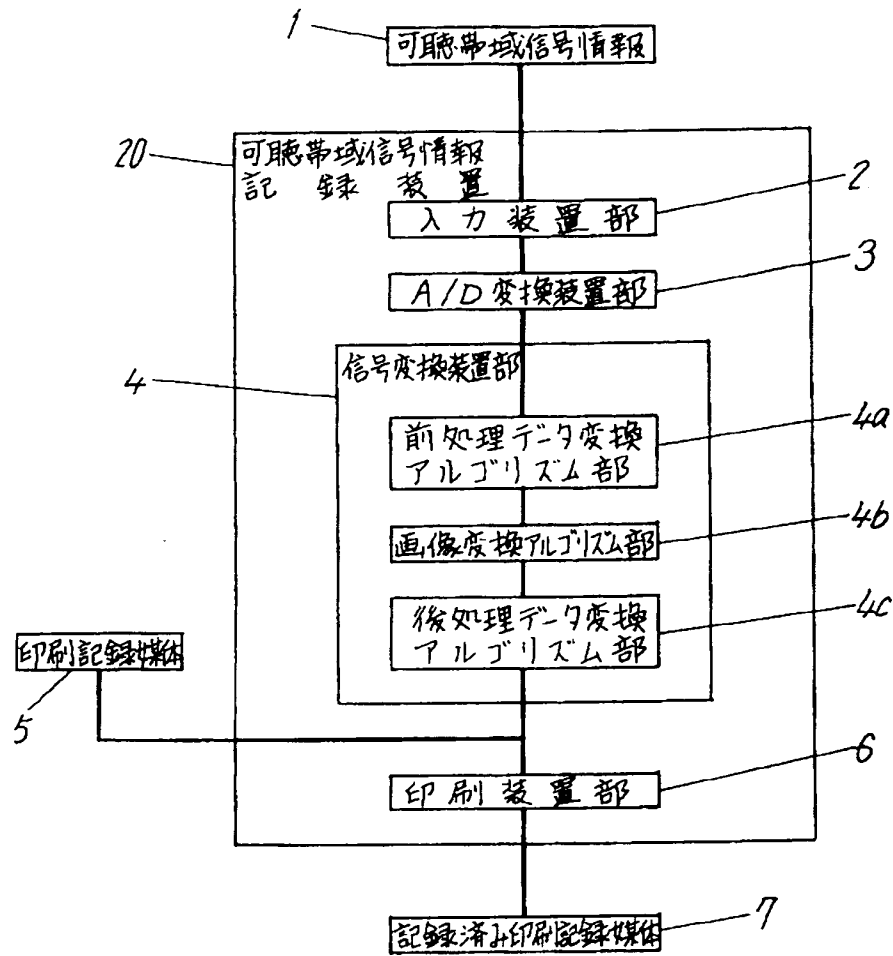 1
可聴帯域信号情報
20
可聴帯域信号情報
記録装置
2
入力装置部
3
A/D変換装置部
4
信号変換装置部
4a
前処理データ変換
アルゴリズム部
4b
画像変換アルゴリズム部
4c
後処理データ変換
アルゴリズム部
印刷記録媒体
5
6
印刷装置部
7
記録済み印刷記録媒体